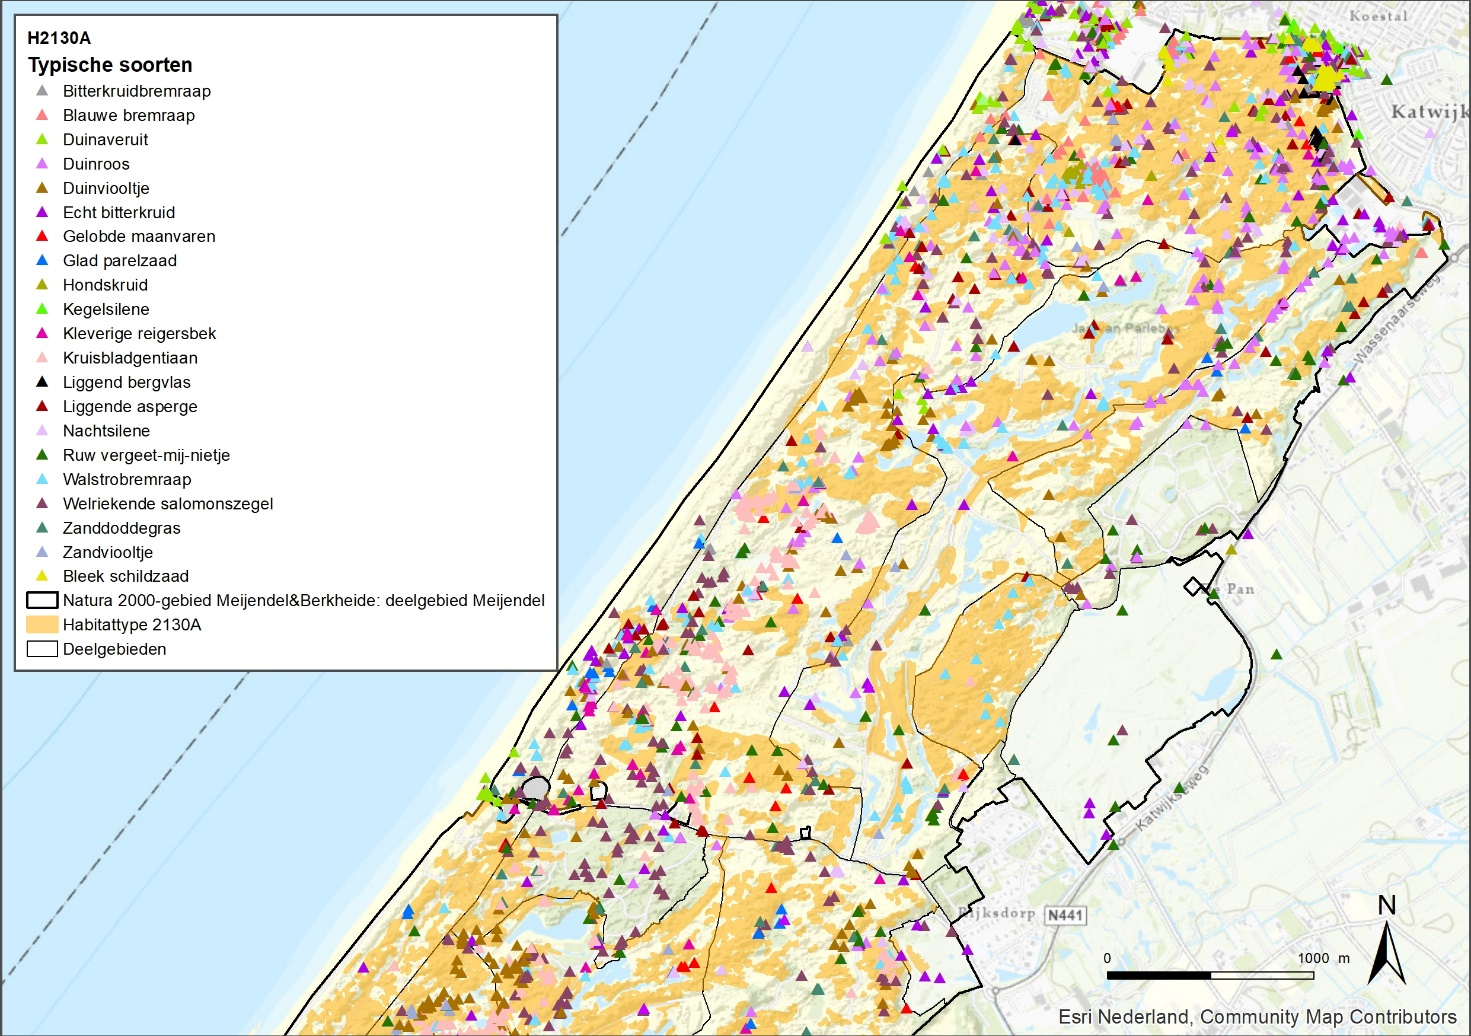 H2130A
Typische soorten
Bitterkruidbremraap
Blauwe bremraap
Duinaveruit
Duinroos
Duinviooltje
Echt bitterkruid
Gelobde maanvaren
Glad parelzaad
Hondskruid
Kegelsilene
Kleverige reigersbek
Kruisbladgentiaan
Liggend bergvlas
Liggende asperge
Nachtsilene
Ruw vergeet-mij-nietje
Walstrobremraap
Welriekende salomonszegel
Zanddoddegras
Zandviooltje
Bleek schildzaad
Natura 2000-gebied Meijendel&Berkheide: deelgebied Meijendel
Habitattype 2130A
Deelgebieden
Koestal
Katwijk
Wassenaarseweg
Pan
Katwijkseweg
Rijksdorp
N441
N
0 1000 m
Esri Nederland, Community Map Contributors